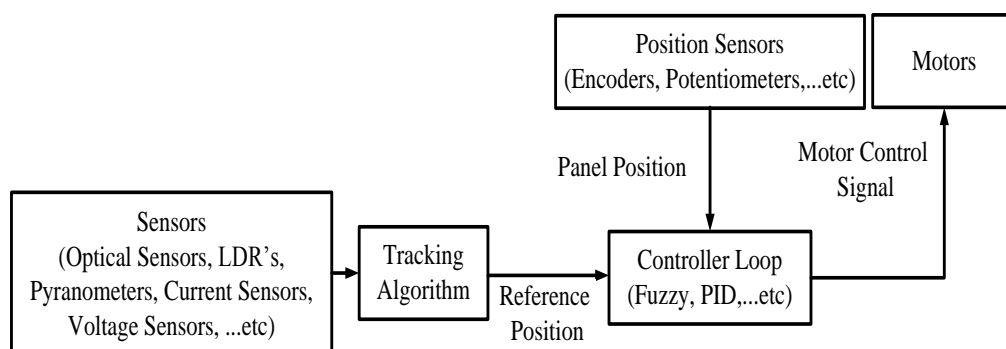 Position Sensors
(Encoders, Potentiometers,...etc)
Motors
Panel Position
Motor Control
Signal
Sensors
(Optical Sensors, LDR's,
Pyranometers, Current Sensors,
Voltage Sensors, ...etc)
Tracking
Algorithm
Reference
Position
Controller Loop
(Fuzzy, PID,...etc)